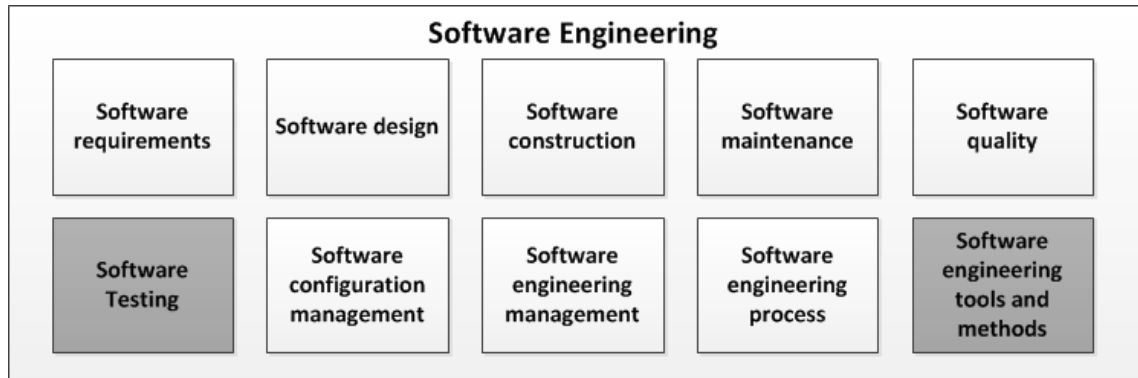 Software Engineering
Software
requirements
Software design
Software
construction
Software
maintenance
Software
quality
Software
Testing
Software
configuration
management
Software
engineering
management
Software
engineering
process
Software
engineering
tools and
methods